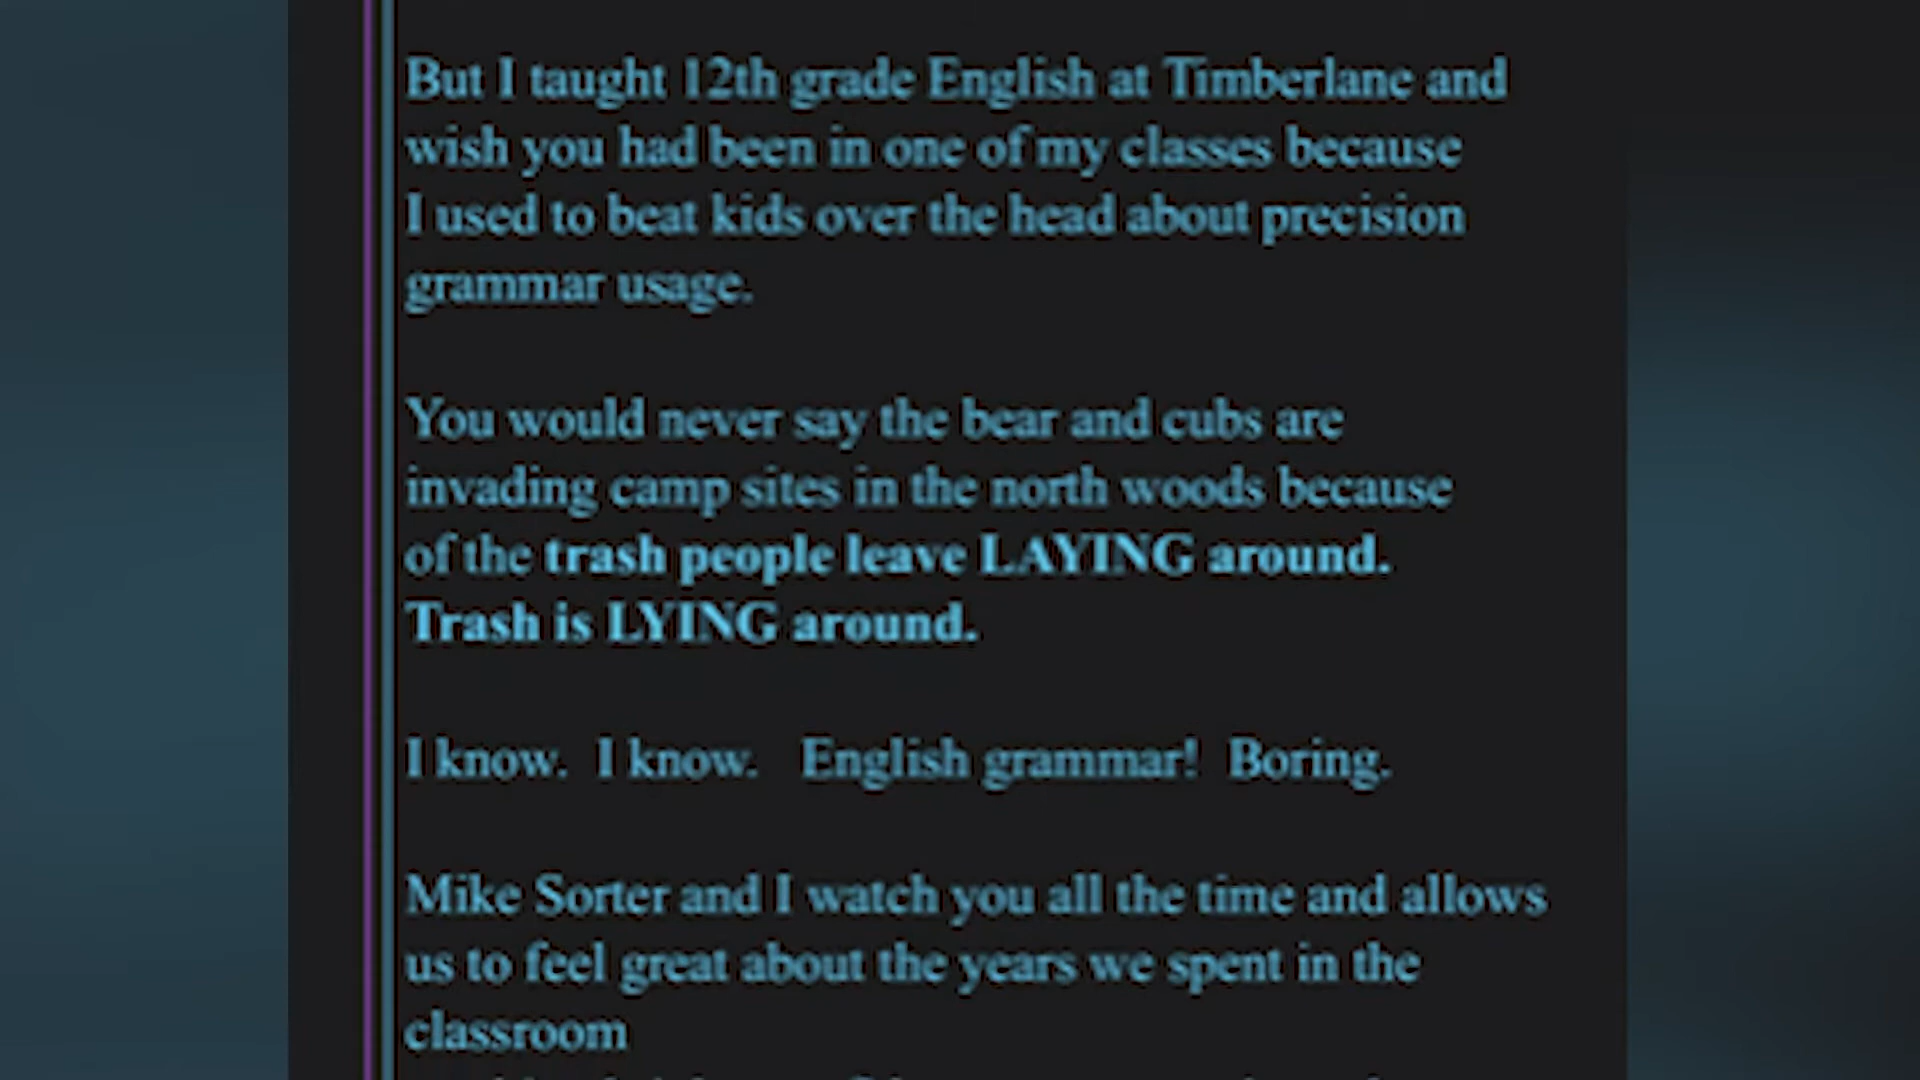 But I taught 12th grade English at Timberlane and
wish you had been in one of my classes because
I used to beat kids over the head about precision
grammar usage.
You would never say the bear and cubs are
invading camp sites in the north woods because
of the trash people leave LAYING around.
Trash is LYING around.
I know.  I know.   English grammar!  Boring.
Mike Sorter and I watch you all the time and allows
us to feel great about the years we spent in the
classroom